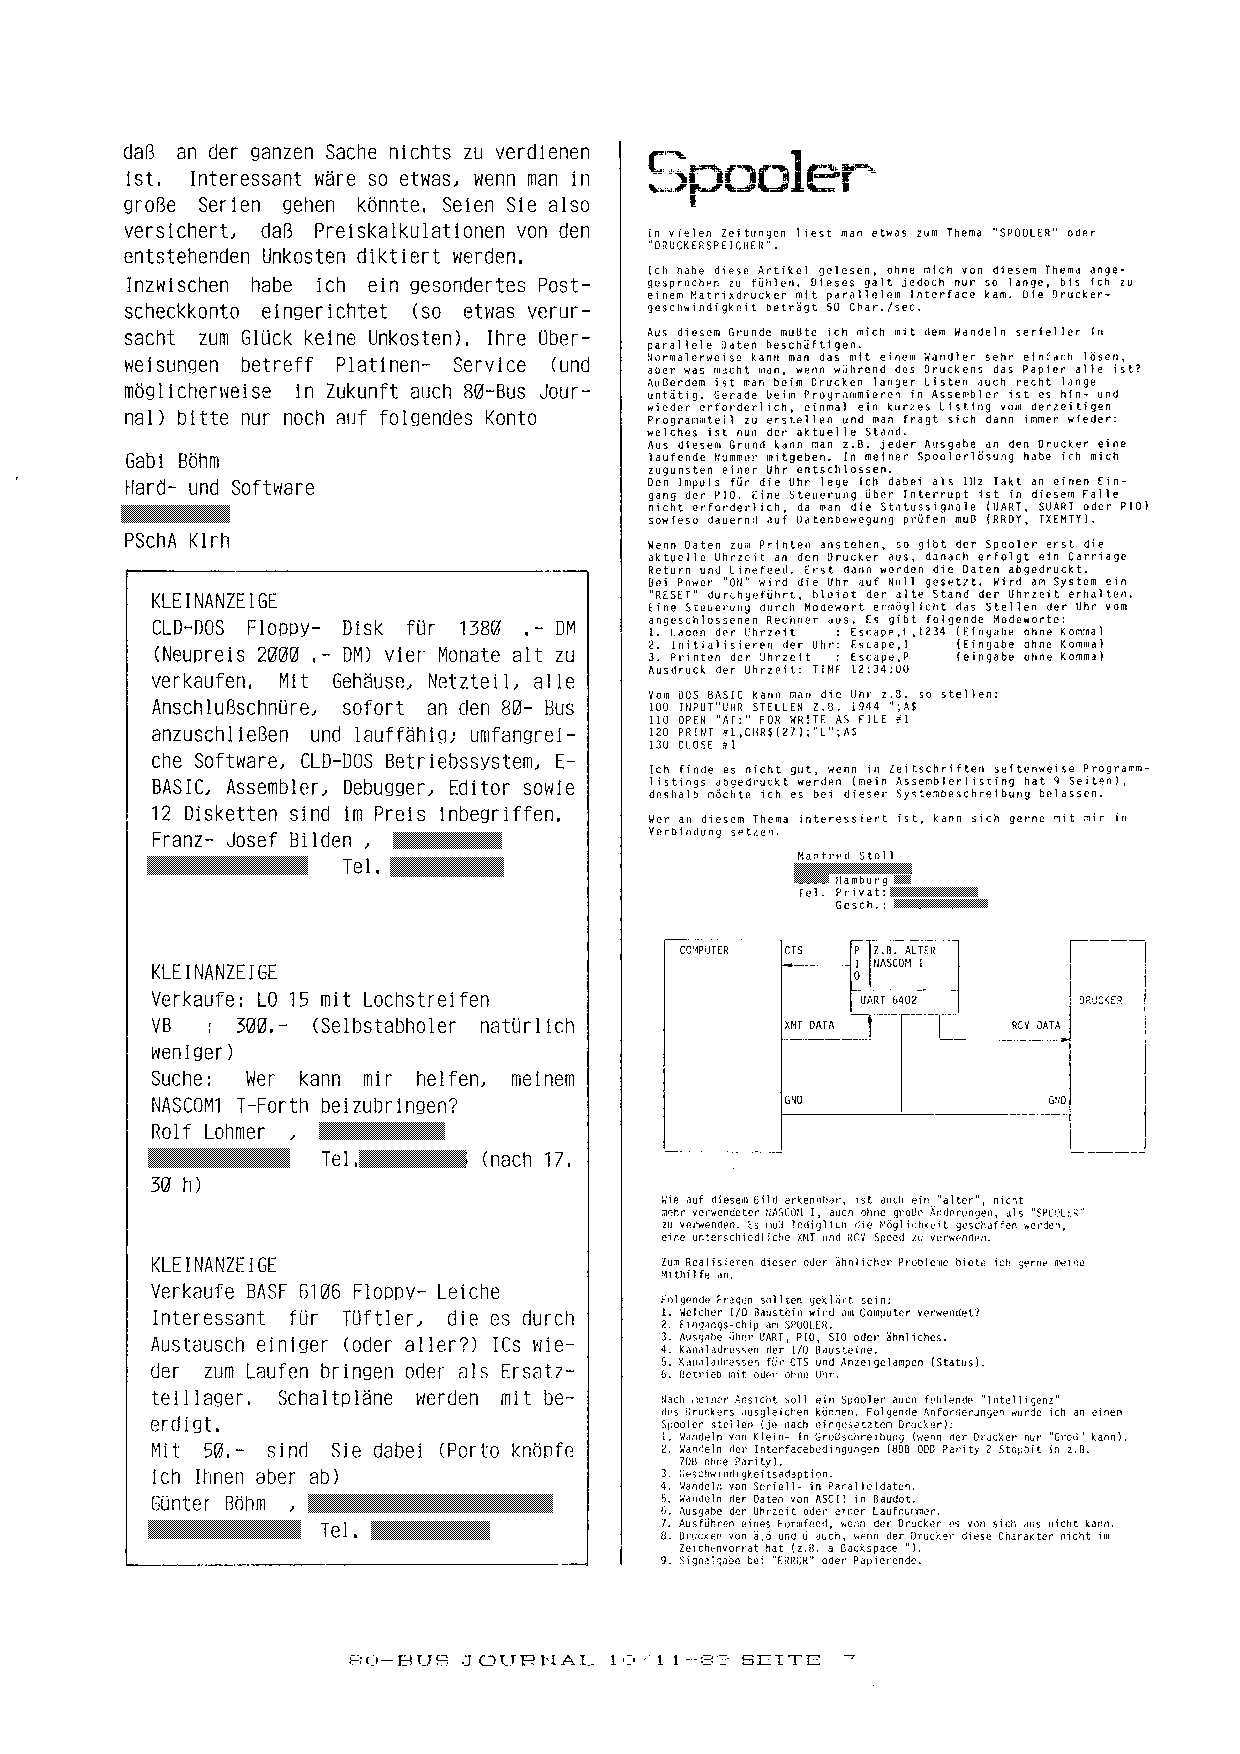 daß an der ganzen Sache nichts zu verdienen
ist. Interessant wäre so etwas, wenn man in
große Serien gehen könnte. Seien Sie also
versichert, daß Preiskalkulationen von den
entstehenden Unkosten diktiert werden.
Inzwischen habe ich ein gesondertes Post-
scheckkonto eingerichtet (so etwas verur-
sacht zum Glück keine Unkosten). Ihre Über-
weisungen betreff Platinen- Service (und
möglicherweise in Zukunft auch 80-Bus Jour-
nal) bitte nur noch auf folgendes Konto
Gabi Böhm
Hard- und Software
PSchA Klrh
KLEINANZEIGE
CLD-DOS Floppy- Disk für 1380 .- DM
(Neupreis 2000 .- DM) vier Monate alt zu
verkaufen. Mit Gehäuse, Netzteil, alle
Anschlußschnüre, sofort an den 80- Bus
anzuschließen und lauffähig; umfangrei-
che Software, CLD-DOS Betriebssystem, E-
BASIC, Assembler, Debugger, Editor sowie
12 Disketten sind im Preis inbegriffen.
Franz- Josef Bilden ,
Tel.
KLEINANZEIGE
Verkaufe: LO 15 mit Lochstreifen
VB : 300.- (Selbstabholer natürlich
weniger)
Suche: Wer kann mir helfen, meinem
NASCOM1 T-Forth beizubringen?
Rolf Lohmer ,
Tel. (nach 17.
30 h)
KLEINANZEIGE
Verkaufe BASF 6106 Floppy- Leiche
Interessant für Tüftler, die es durch
Austausch einiger (oder aller?) ICs wie-
der zum Laufen bringen oder als Ersatz-
teillager. Schaltpläne werden mit be-
erdigt.
Mit 50.- sind Sie dabei (Porto knöpfe
ich Ihnen aber ab)
Günter Böhm ,
Tel.
Spooler
In vielen Zeitungen liest man etwas zum Thema "SPOOLER" oder
"DRUCKERSPEICHER".
Ich habe diese Artikel gelesen, ohne mich von diesem Thema ange-
gesprochen zu fühlen. Dieses galt jedoch nur so lange, bis ich zu
einem Matrixdrucker mit parallelem Interface kam. Die Drucker-
geschwindigkeit beträgt 50 Char./sec.
Aus diesem Grunde mußte ich mich mit dem Wandeln serieller in
parallele Daten beschäftigen.
Normalerweise kann man das mit einem Wandler sehr einfach lösen,
aber was macht man, wenn während des Druckens das Papier alle ist?
Außerdem ist man beim Drucken langer Listen auch recht lange
untätig. Gerade beim Programmieren in Assembler ist es hin- und
wieder erforderlich, einmal ein kurzes Listing vom derzeitigen
Programmteil zu erstellen und man fragt sich dann immer wieder:
welches ist nun der aktuelle Stand.
Aus diesem Grund kann man z.B. jeder Ausgabe an den Drucker eine
laufende Nummer mitgeben. In meiner Spoolerlösung habe ich mich
zugunsten einer Uhr entschlossen.
Den Impuls für die Uhr lege ich dabei als 1Hz Takt an einen Ein-
gang der PIO. Eine Steuerung über Interrupt ist in diesem Falle
nicht erforderlich, da man die Statussignale (UART, SUART oder PIO)
sowieso dauernd auf Datenbewegung prüfen muß (RRDY, TXEMTY).
Wenn Daten zum Printen anstehen, so gibt der Spooler erst die
aktuelle Uhrzeit an den Drucker aus, danach erfolgt ein Carriage
Return und Linefeed. Erst dann werden die Daten abgedruckt.
Bei Power "ON" wird die Uhr auf Null gesetzt. Wird am System ein
"RESET" durchgeführt, bleibt der alte Stand der Uhrzeit erhalten.
Eine Steuerung durch Modewort ermöglicht das Stellen der Uhr vom
angeschlossenen Rechner aus. Es gibt folgende Modeworte:
1. Laden der Uhrzeit : Escape,L,1234 (Eingabe ohne Komma)
2. Initialisieren der Uhr: Escape,I (Eingabe ohne Komma)
3. Printen der Uhrzeit : Escape,P (eingabe ohne Komma)
Ausdruck der Uhrzeit: TIME 12:34:00
Vom DOS BASIC kann man die Uhr z.B. so stellen:
100 INPUT"UHR STELLEN Z.B. 1944 ";A$
110 OPEN "AT:" FOR WRITE AS FILE #1
120 PRINT #1,CHR$(27);"L";A$
130 CLOSE #1
Ich finde es nicht gut, wenn in Zeitschriften seitenweise Programm-
listings abgedruckt werden (mein Assemblerlisting hat 9 Seiten),
deshalb möchte ich es bei dieser Systembeschreibung belassen.
Wer an diesem Thema interessiert ist, kann sich gerne mit mir in
Verbindung setzen.
Manfred Stoll
Hamburg
Tel. Privat:
Gesch.:
COMPUTER CTS P Z.B. ALTER
I NASCOM I
O
UART 6402 DRUCKER
XMT DATA RCV DATA
GND GND
Wie auf diesem Bild erkennbar, ist auch ein "alter", nicht
mehr verwendeter NASCOM I, auch ohne große Änderungen, als "SPOOLER"
zu verwenden. Es muß lediglich die Möglichkeit geschaffen werden,
eine unterschiedliche XMT und RCV Speed zu verwenden.
Zum Realisieren dieser oder ähnlicher Probleme biete ich gerne meine
Mithilfe an.
Folgende Fragen sollten geklärt sein:
1. Welcher I/O Baustein wird am Computer verwendet?
2. Eingangs-chip am SPOOLER.
3. Ausgabe über UART, PIO, SIO oder ähnliches.
4. Kanaladressen der I/O Bausteine.
5. Kanaladressen für CTS und Anzeigelampen (Status).
6. Betrieb mit oder ohne Uhr.
Nach meiner Ansicht soll ein Spooler auch fehlende "Intelligenz"
des Druckers ausgleichen können. Folgende Anforderungen würde ich an einen
Spooler stellen (je nach eingesetzten Drucker):
1. Wandeln von Klein- in Großschreibung (wenn der Drucker nur "Groß" kann).
2. Wandeln der Interfacebedingungen (8DB ODD Parity 2 Stopbit in z.B.
7DB ohne Parity).
3. Geschwindigkeitsadaption.
4. Wandeln von Seriell- in Paralleldaten.
5. Wandeln der Daten von ASCII in Baudot.
6. Ausgabe der Uhrzeit oder einer Laufnummer.
7. Ausführen eines Formfeed, wenn der Drucker es von sich aus nicht kann.
8. Drucken von ä,ö und ü auch, wenn der Drucker diese Charakter nicht im
Zeichenvorrat hat (z.B. a Backspace ").
9. Signalgabe bei "ERROR" oder Papierende.
80-BUS JOURNAL 10/11-83 SEITE 7